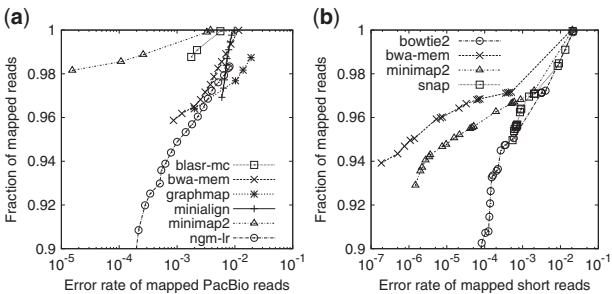 (a)
1
0.98
0.96
0.94
0.92
0.9
Fraction of mapped reads
blasr-mc
bwa-mem
graphmap
minialign
minimap2
ngm-lr
10-5 10-4 10-3 10-2 10-1
Error rate of mapped PacBio reads
(b)
1
0.98
0.96
0.94
0.92
0.9
Fraction of mapped reads
bowtie2
bwa-mem
minimap2
snap
10-7 10-6 10-5 10-4 10-3 10-2 10-1
Error rate of mapped short reads